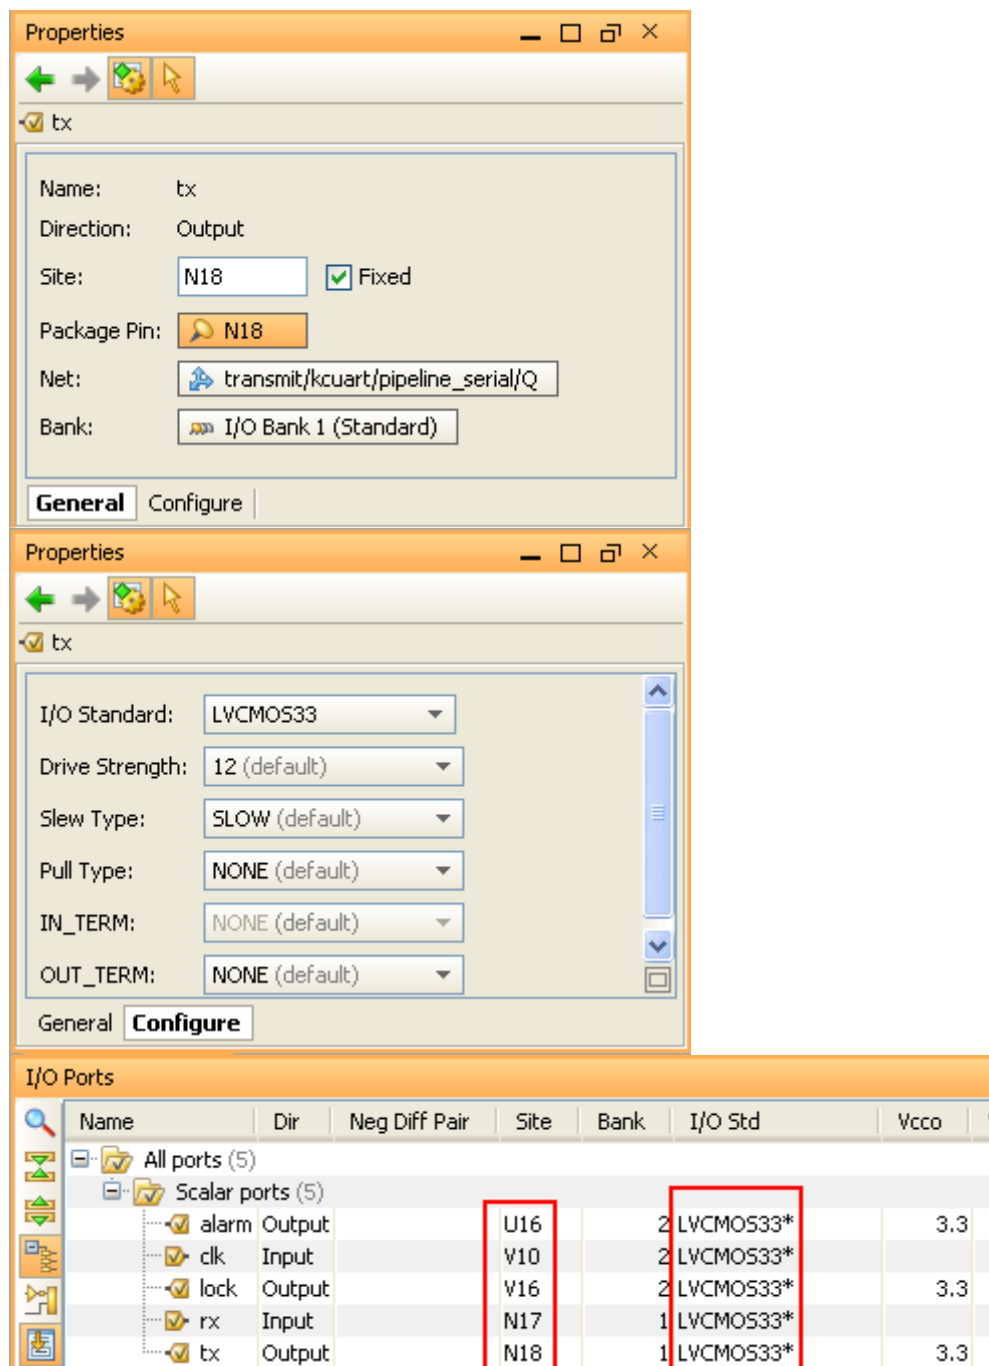 Properties
tx
Name: tx
Direction: Output
Site: N18 Fixed
Package Pin: N18
Net: transmit/kcuart/pipeline_serial/Q
Bank: I/O Bank 1 (Standard)
General Configure
Properties
tx
I/O Standard: LVCMOS33
Drive Strength: 12 (default)
Slew Type: SLOW (default)
Pull Type: NONE (default)
IN_TERM: NONE (default)
OUT_TERM: NONE (default)
General Configure
I/O Ports
Name Dir Neg Diff Pair Site Bank I/O Std Vcco
All ports (5)
Scalar ports (5)
alarm Output U16 2 LVCMOS33* 3.3
clk Input V10 2 LVCMOS33*
lock Output V16 2 LVCMOS33* 3.3
rx Input N17 1 LVCMOS33*
tx Output N18 1 LVCMOS33* 3.3